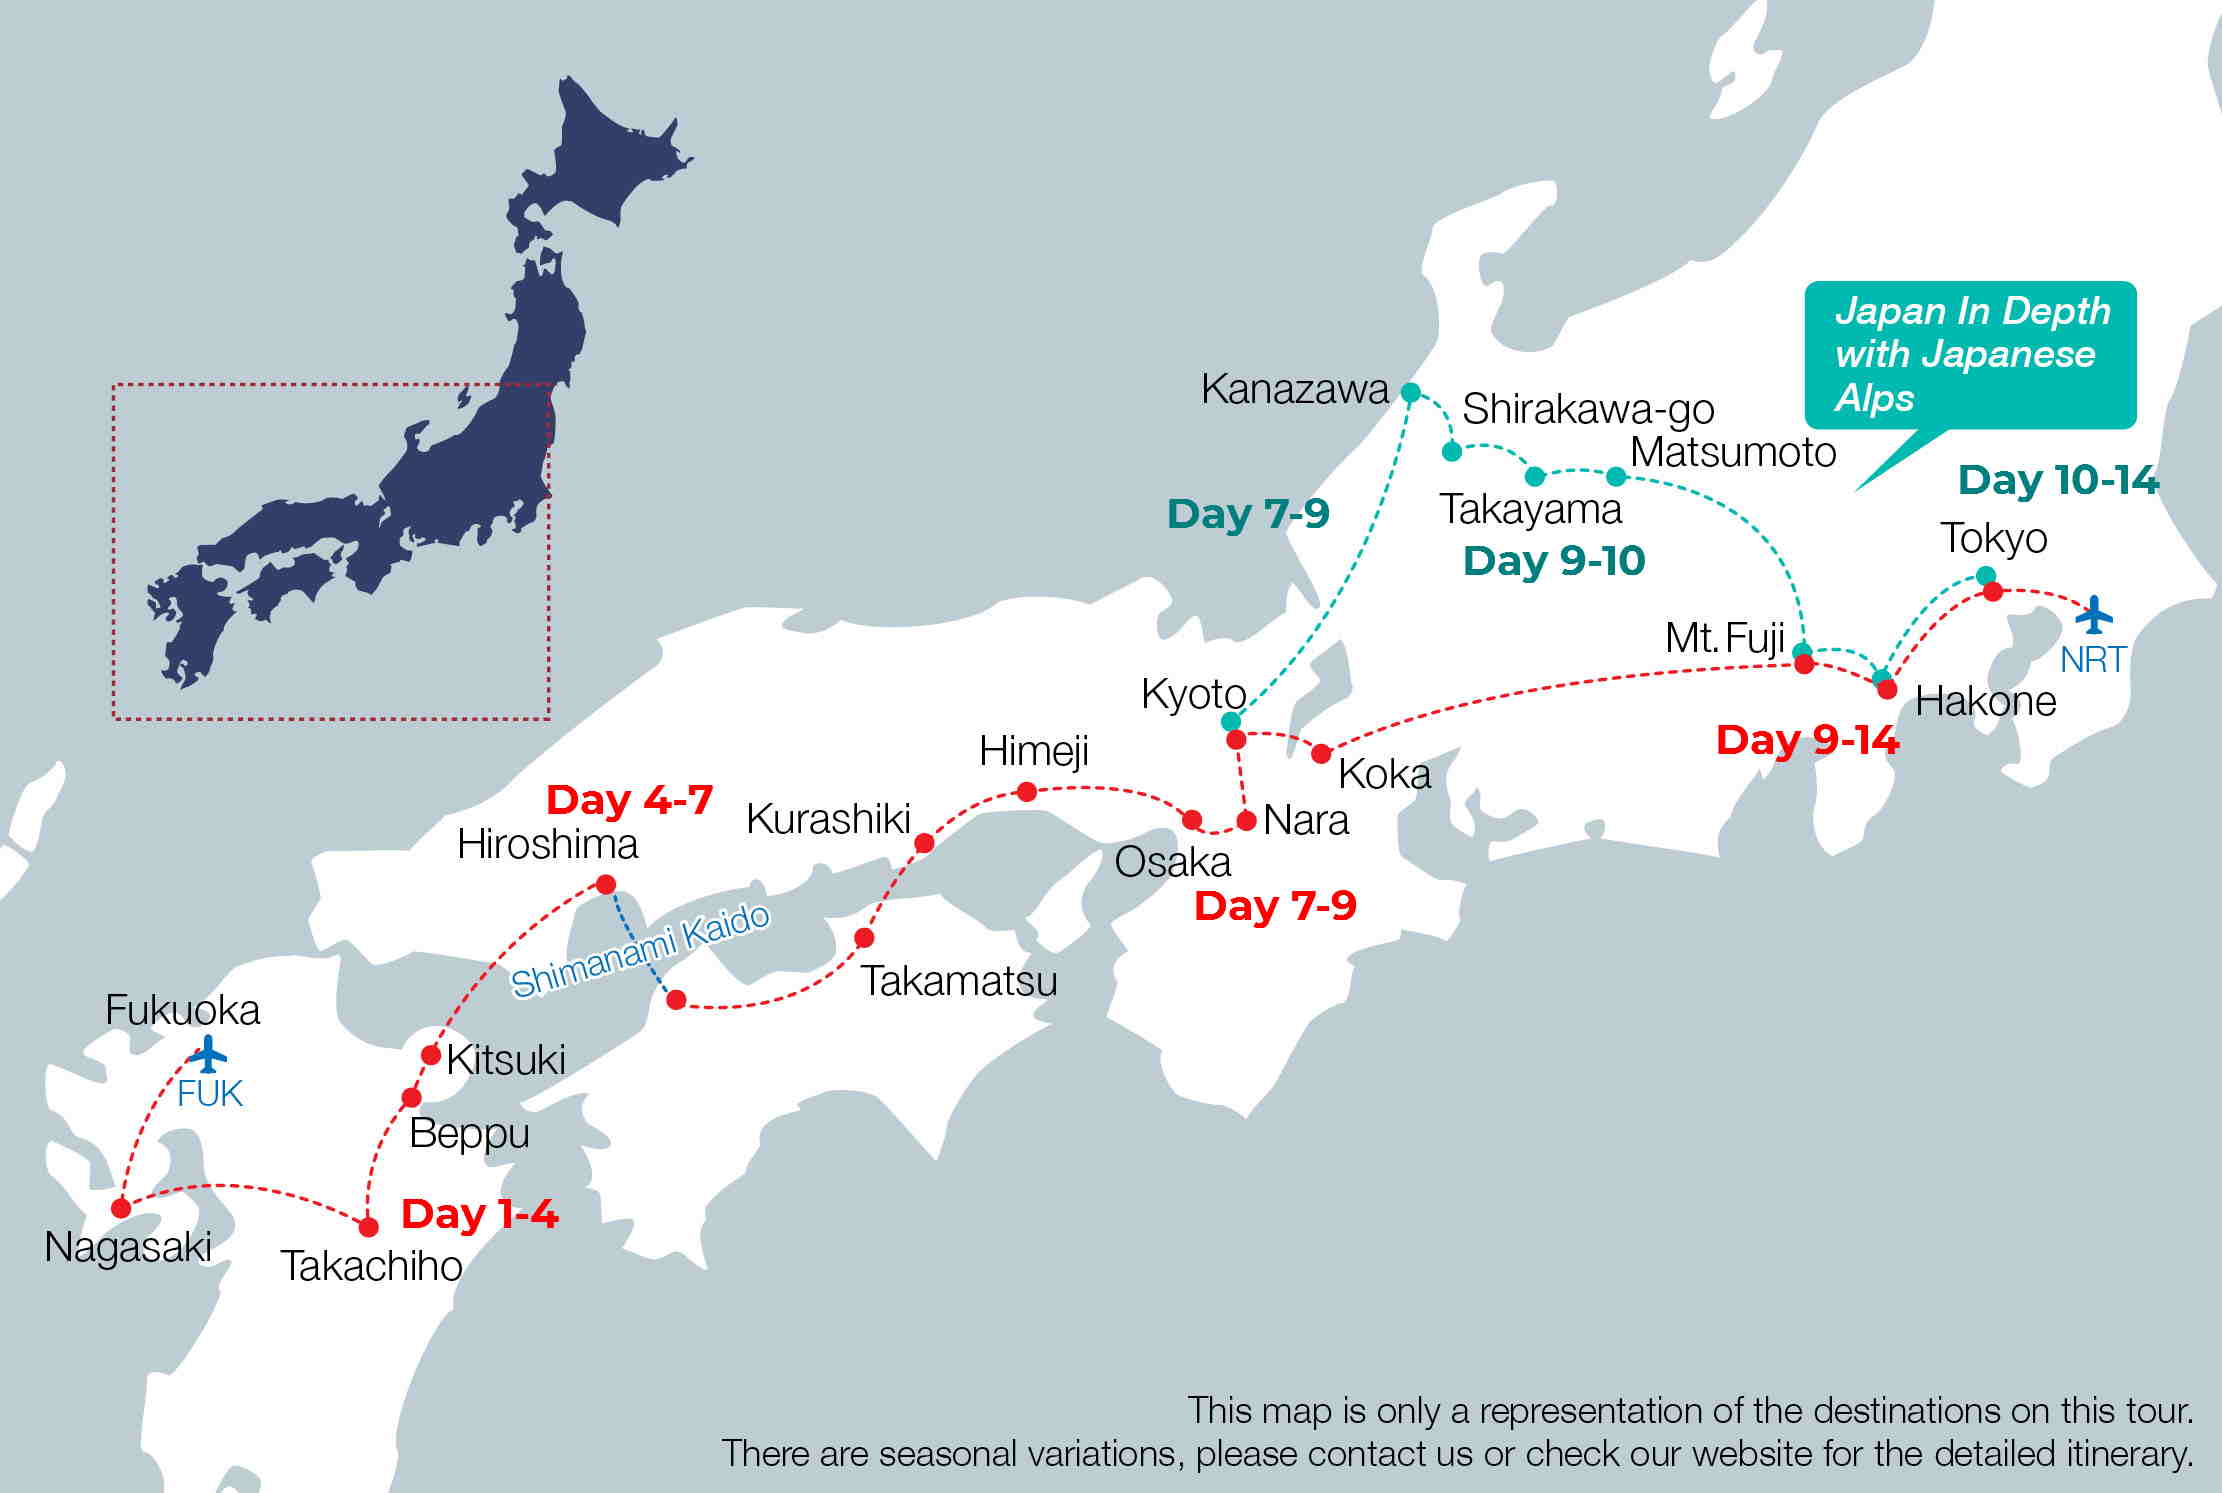 Japan In Depth
with Japanese
Alps
Kanazawa
Shirakawa-go
Matsumoto
Day 10-14
Day 7-9
Takayama
Tokyo
Day 9-10
Mt. Fuji
NRT
Kyoto
Hakone
Day 9-14
Himeji
Koka
Day 4-7
Kurashiki
Nara
Hiroshima
Osaka
Day 7-9
Shimanami Kaido
Takamatsu
Fukuoka
Kitsuki
FUK
Beppu
Day 1-4
Nagasaki
Takachiho
This map is only a representation of the destinations on this tour.
There are seasonal variations, please contact us or check our website for the detailed itinerary.